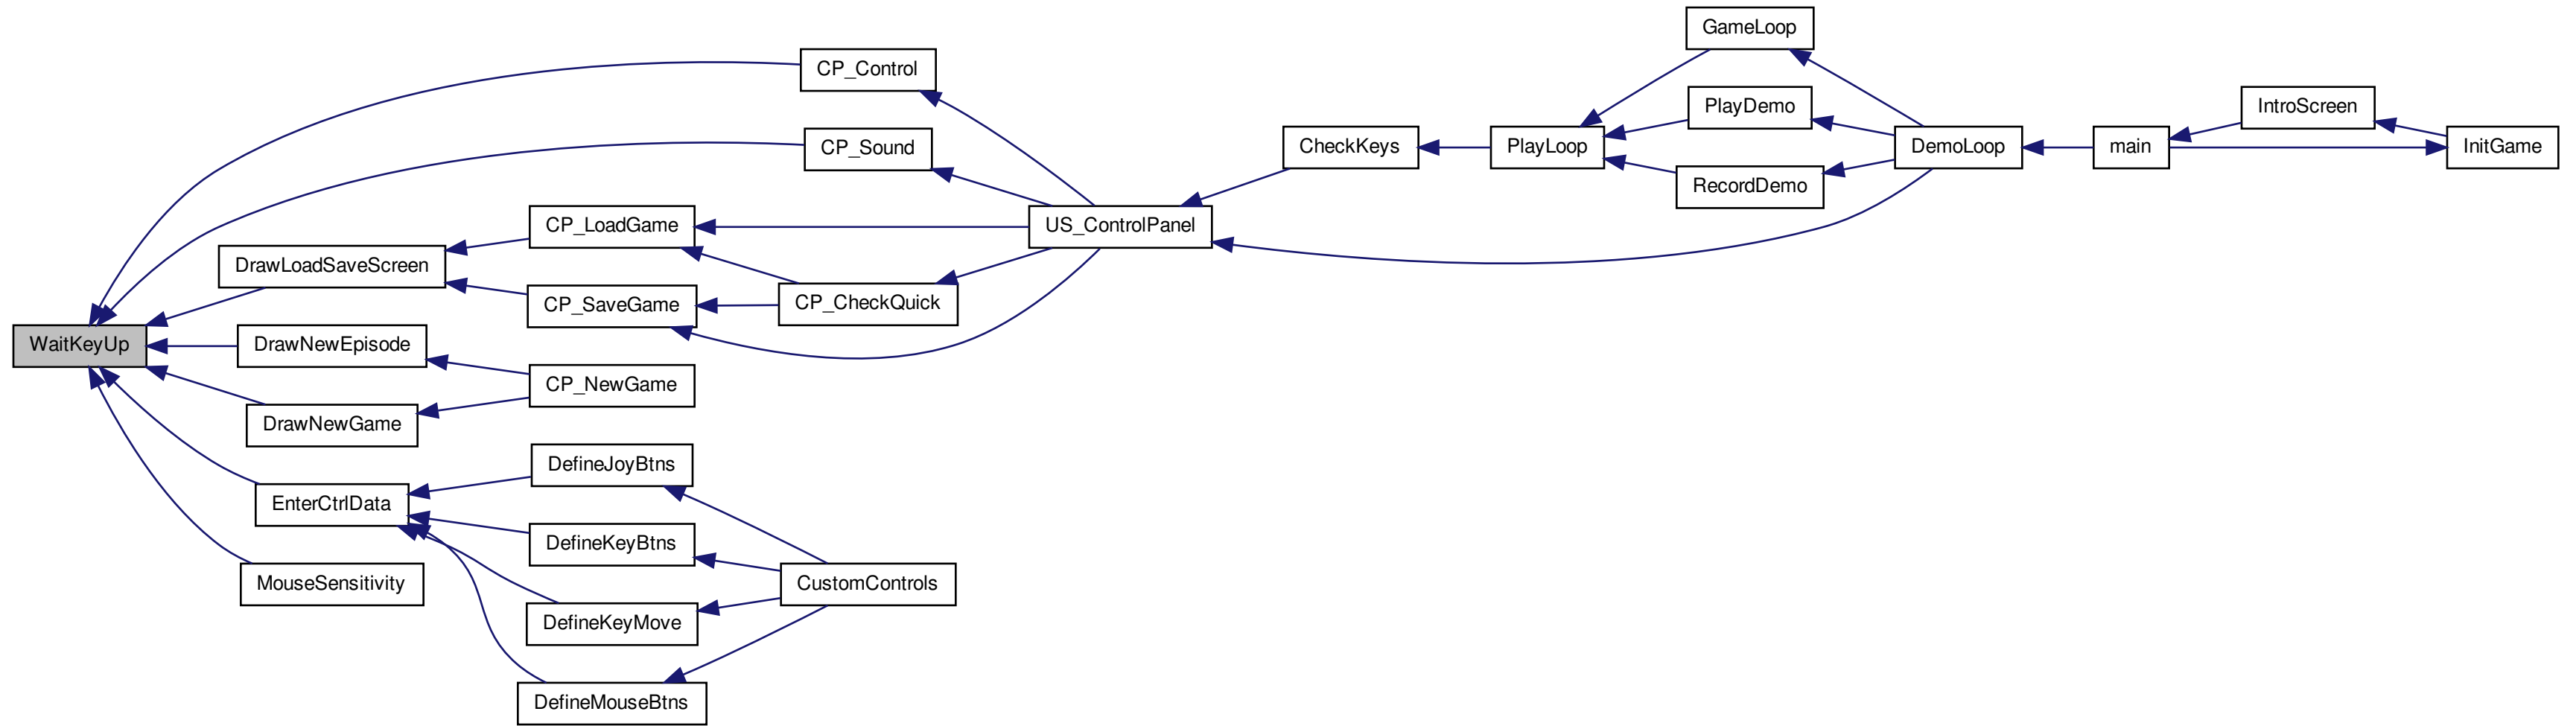 GameLoop
CP_Control
IntroScreen
PlayDemo
CP_Sound
CheckKeys
PlayLoop
DemoLoop
main
InitGame
RecordDemo
CP_LoadGame
US_ControlPanel
DrawLoadSaveScreen
CP_SaveGame
CP_CheckQuick
WaitKeyUp
DrawNewEpisode
CP_NewGame
DrawNewGame
DefineJoyBtns
EnterCtrlData
DefineKeyBtns
MouseSensitivity
CustomControls
DefineKeyMove
DefineMouseBtns